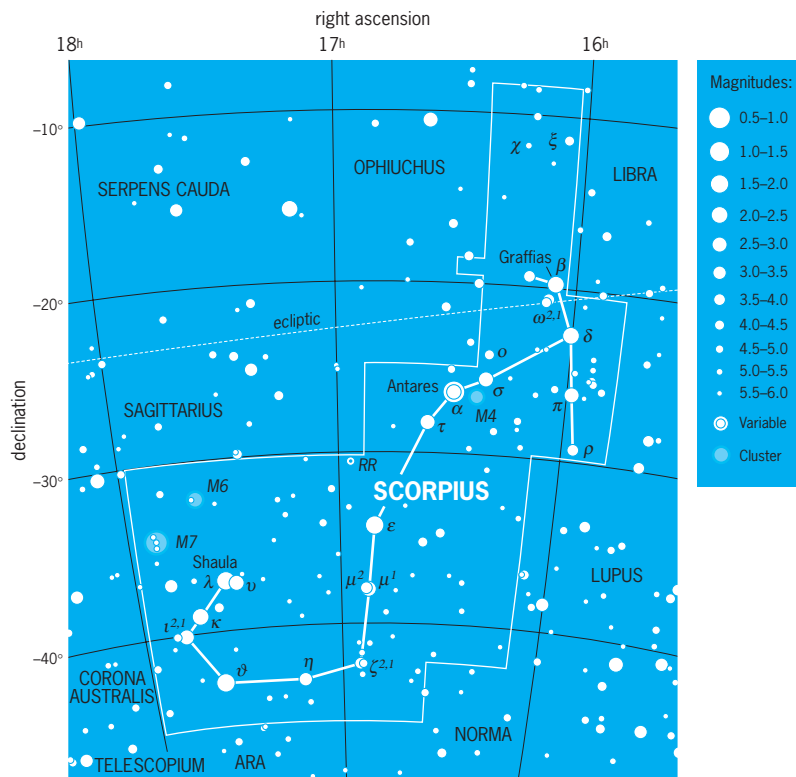 right ascension
18h 17h 16h
declination
–10°
–20°
–30°
–40°
OPHIUCHUS
SERPENS CAUDA
LIBRA
χ ξ
Graffias β
ω2,1
ecliptic
δ
ο
Antares
α σ
M4
π
τ
ρ
SAGITTARIUS
RR
M6
SCORPIUS
M7
ε
Shaula
λ υ
μ2 μ1
LUPUS
κ
ι2,1
ϑ η ζ2,1
CORONA
AUSTRALIS
NORMA
TELESCOPIUM
ARA
Magnitudes:
0.5–1.0
1.0–1.5
1.5–2.0
2.0–2.5
2.5–3.0
3.0–3.5
3.5–4.0
4.0–4.5
4.5–5.0
5.0–5.5
5.5–6.0
Variable
Cluster